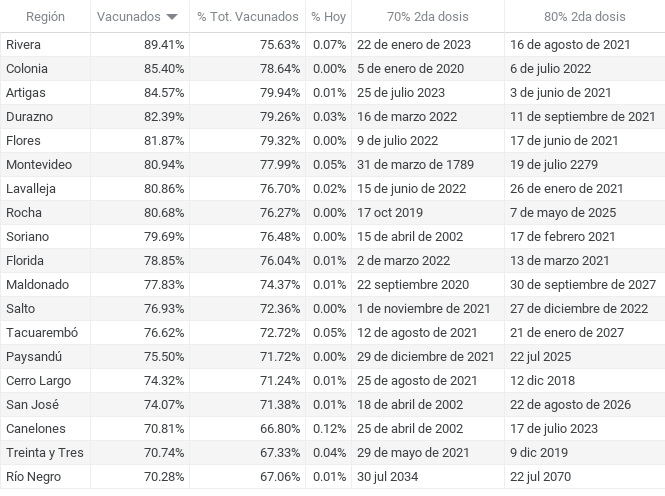 Región Vacunados % Tot. Vacunados % Hoy 70% 2da dosis 80% 2da dosis
Rivera 89.41% 75.63% 0.07% 22 de enero de 2023 16 de agosto de 2021
Colonia 85.40% 78.64% 0.00% 5 de enero de 2020 6 de julio 2022
Artigas 84.57% 79.94% 0.01% 25 de julio 2023 3 de junio de 2021
Durazno 82.39% 79.26% 0.03% 16 de marzo 2022 11 de septiembre de 2021
Flores 81.87% 79.32% 0.00% 9 de julio 2022 17 de junio de 2021
Montevideo 80.94% 77.99% 0.05% 31 de marzo de 1789 19 de julio 2279
Lavalleja 80.86% 76.70% 0.02% 15 de junio de 2022 26 de enero de 2021
Rocha 80.68% 76.27% 0.00% 17 oct 2019 7 de mayo de 2025
Soriano 79.69% 76.48% 0.00% 15 de abril de 2002 17 de febrero 2021
Florida 78.85% 76.04% 0.01% 2 de marzo 2022 13 de marzo 2021
Maldonado 77.83% 74.37% 0.01% 22 septiembre 2020 30 de septiembre de 2027
Salto 76.93% 72.36% 0.00% 1 de noviembre de 2021 27 de diciembre de 2022
Tacuarembó 76.62% 72.72% 0.05% 12 de agosto de 2021 21 de enero de 2027
Paysandú 75.50% 71.72% 0.00% 29 de diciembre de 2021 22 jul 2025
Cerro Largo 74.32% 71.24% 0.01% 25 de agosto de 2021 12 dic 2018
San José 74.07% 71.38% 0.01% 18 de abril de 2002 22 de agosto de 2026
Canelones 70.81% 66.80% 0.12% 25 de abril de 2002 17 de julio 2023
Treinta y Tres 70.74% 67.33% 0.04% 29 de mayo de 2021 9 dic 2019
Río Negro 70.28% 67.06% 0.01% 30 jul 2034 22 jul 2070